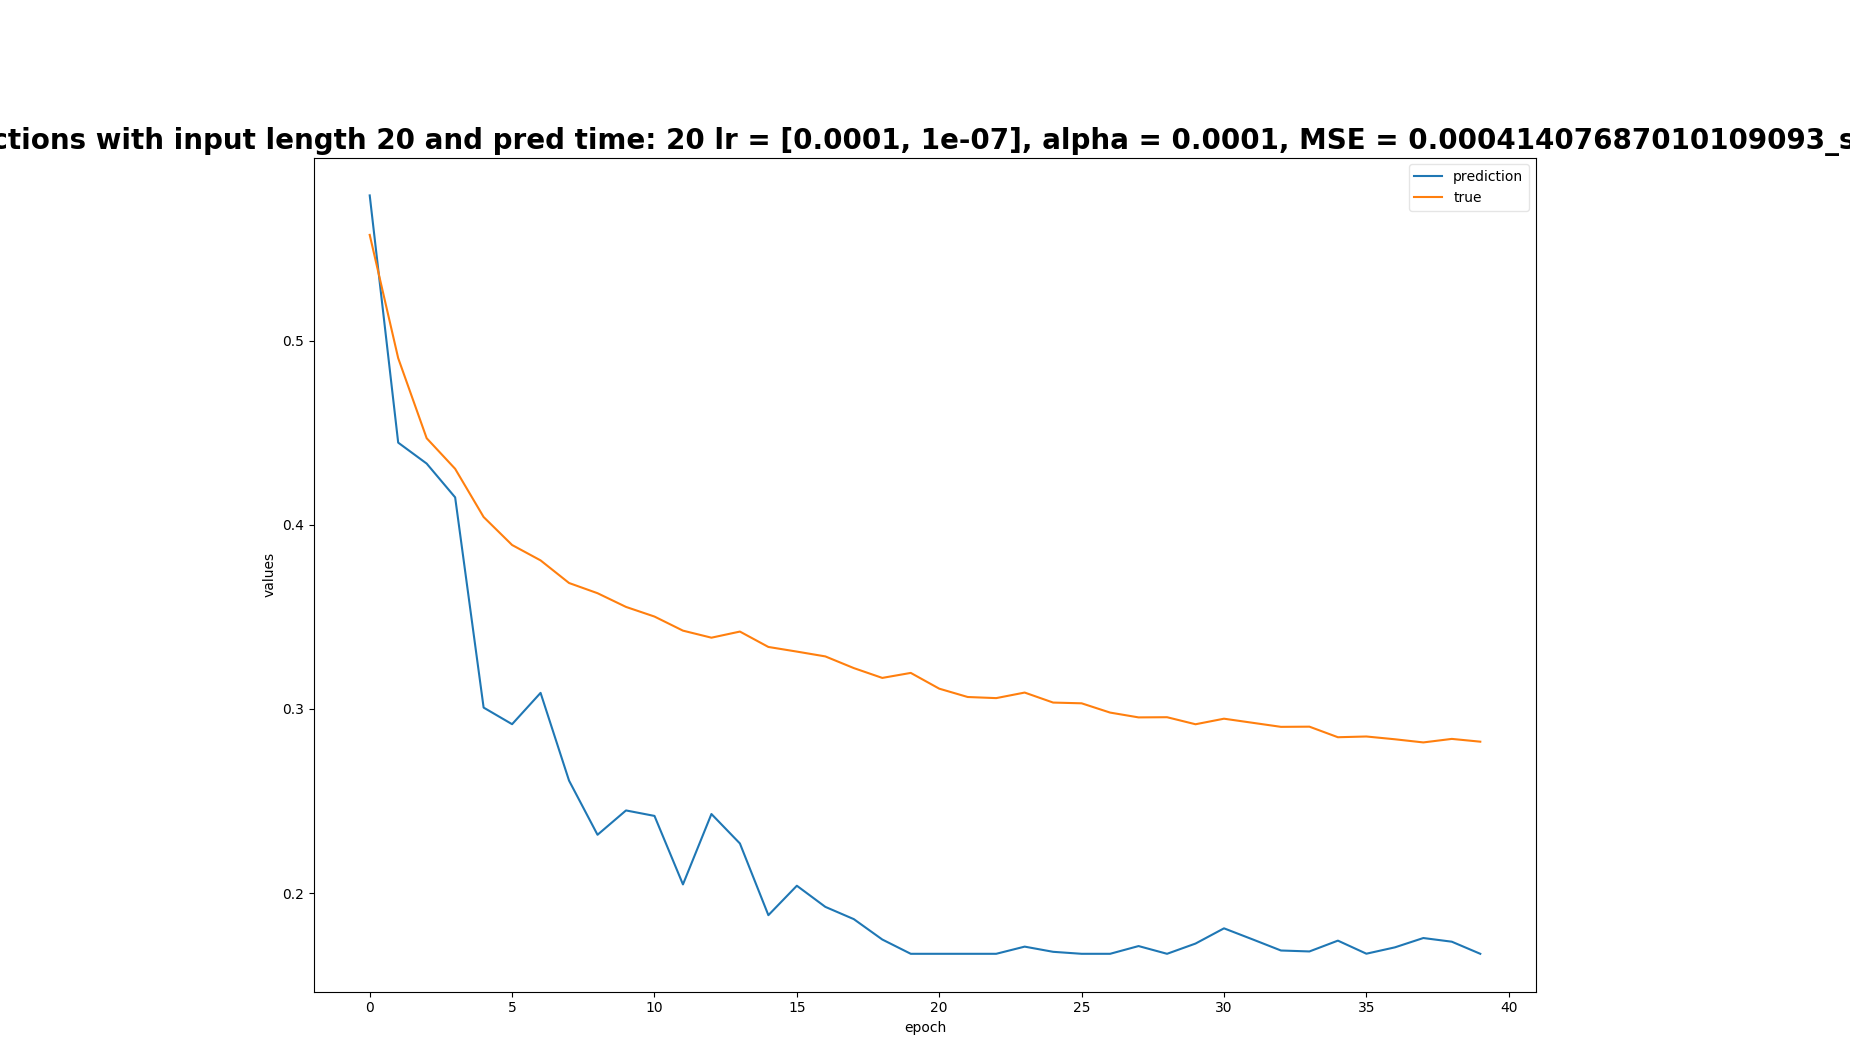 ctions with input length 20 and pred time: 20 lr = [0.0001, 1e-07], alpha = 0.0001, MSE = 0.00041407687010109093_s
prediction
true
0.5
0.4
0.3
0.2
values
0 5 10 15 20 25 30 35 40
epoch